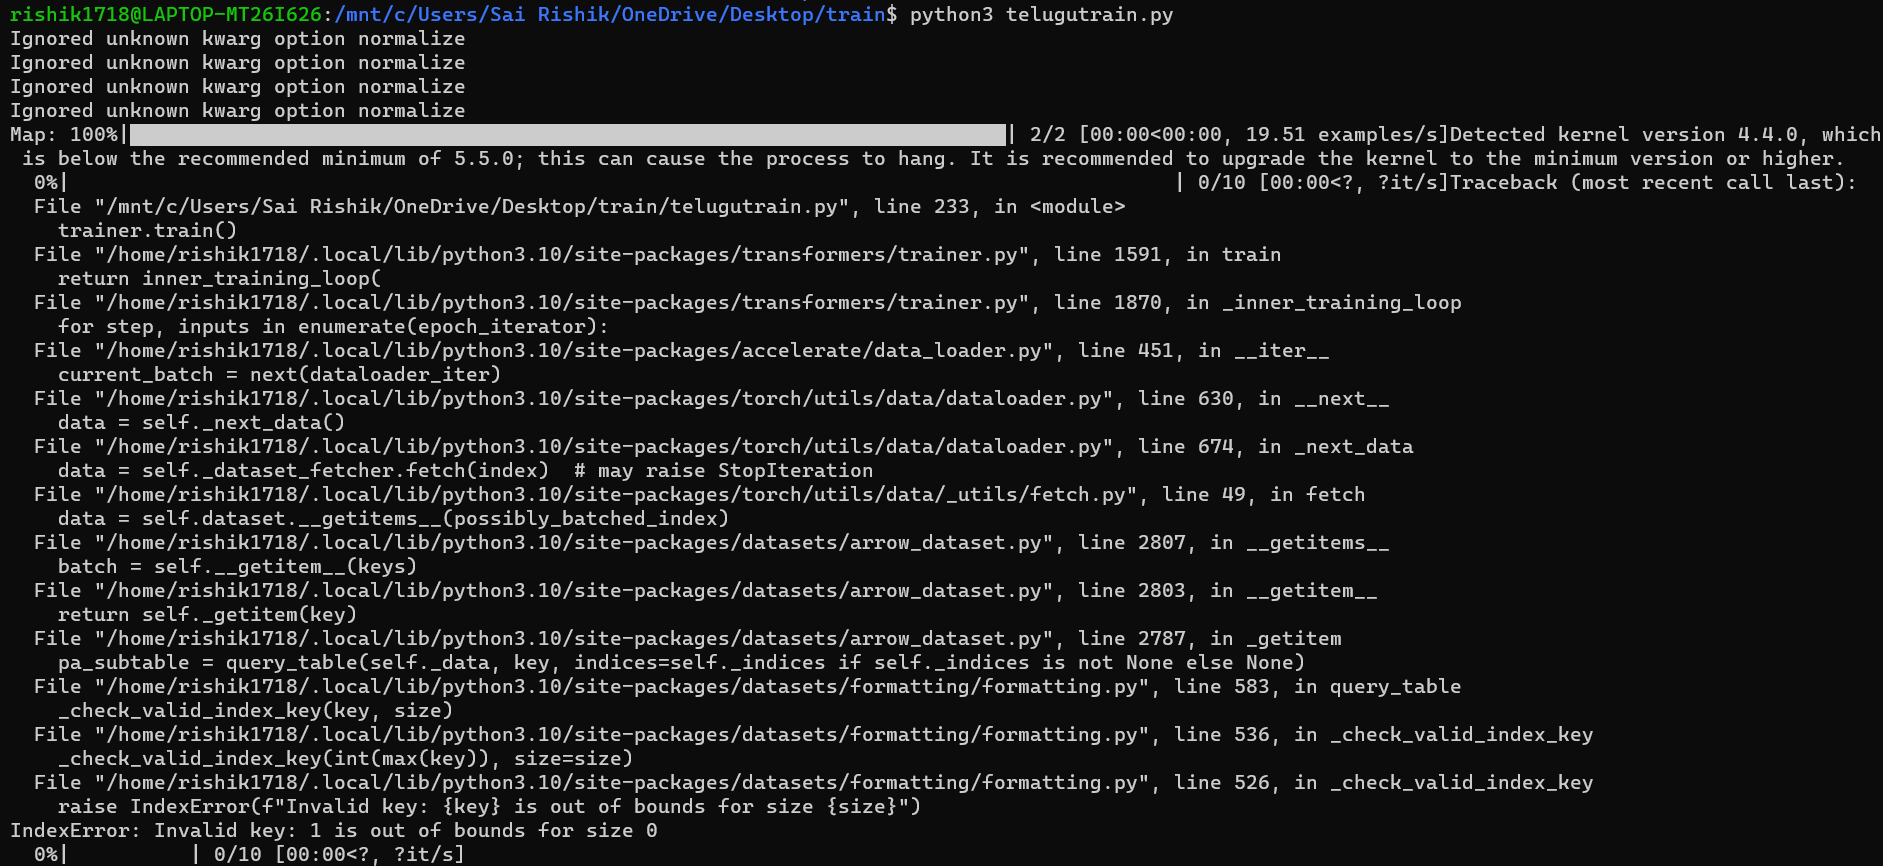 rishik1718@LAPTOP-MT26I626:/mnt/c/Users/Sai Rishik/OneDrive/Desktop/train$ python3 telugutrain.py
Ignored unknown kwarg option normalize
Ignored unknown kwarg option normalize
Ignored unknown kwarg option normalize
Ignored unknown kwarg option normalize
Map: 100%|| 2/2 [00:00<00:00, 19.51 examples/s]Detected kernel version 4.4.0, which
 is below the recommended minimum of 5.5.0; this can cause the process to hang. It is recommended to upgrade the kernel to the minimum version or higher.
  0%| | 0/10 [00:00<?, ?it/s]Traceback (most recent call last):
  File "/mnt/c/Users/Sai Rishik/OneDrive/Desktop/train/telugutrain.py", line 233, in <module>
    trainer.train()
  File "/home/rishik1718/.local/lib/python3.10/site-packages/transformers/trainer.py", line 1591, in train
    return inner_training_loop(
  File "/home/rishik1718/.local/lib/python3.10/site-packages/transformers/trainer.py", line 1870, in _inner_training_loop
    for step, inputs in enumerate(epoch_iterator):
  File "/home/rishik1718/.local/lib/python3.10/site-packages/accelerate/data_loader.py", line 451, in __iter__
    current_batch = next(dataloader_iter)
  File "/home/rishik1718/.local/lib/python3.10/site-packages/torch/utils/data/dataloader.py", line 630, in __next__
    data = self._next_data()
  File "/home/rishik1718/.local/lib/python3.10/site-packages/torch/utils/data/dataloader.py", line 674, in _next_data
    data = self._dataset_fetcher.fetch(index)  # may raise StopIteration
  File "/home/rishik1718/.local/lib/python3.10/site-packages/torch/utils/data/_utils/fetch.py", line 49, in fetch
    data = self.dataset.__getitems__(possibly_batched_index)
  File "/home/rishik1718/.local/lib/python3.10/site-packages/datasets/arrow_dataset.py", line 2807, in __getitems__
    batch = self.__getitem__(keys)
  File "/home/rishik1718/.local/lib/python3.10/site-packages/datasets/arrow_dataset.py", line 2803, in __getitem__
    return self._getitem(key)
  File "/home/rishik1718/.local/lib/python3.10/site-packages/datasets/arrow_dataset.py", line 2787, in _getitem
    pa_subtable = query_table(self._data, key, indices=self._indices if self._indices is not None else None)
  File "/home/rishik1718/.local/lib/python3.10/site-packages/datasets/formatting/formatting.py", line 583, in query_table
    _check_valid_index_key(key, size)
  File "/home/rishik1718/.local/lib/python3.10/site-packages/datasets/formatting/formatting.py", line 536, in _check_valid_index_key
    _check_valid_index_key(int(max(key)), size=size)
  File "/home/rishik1718/.local/lib/python3.10/site-packages/datasets/formatting/formatting.py", line 526, in _check_valid_index_key
    raise IndexError(f"Invalid key: {key} is out of bounds for size {size}")
IndexError: Invalid key: 1 is out of bounds for size 0
  0%| | 0/10 [00:00<?, ?it/s]